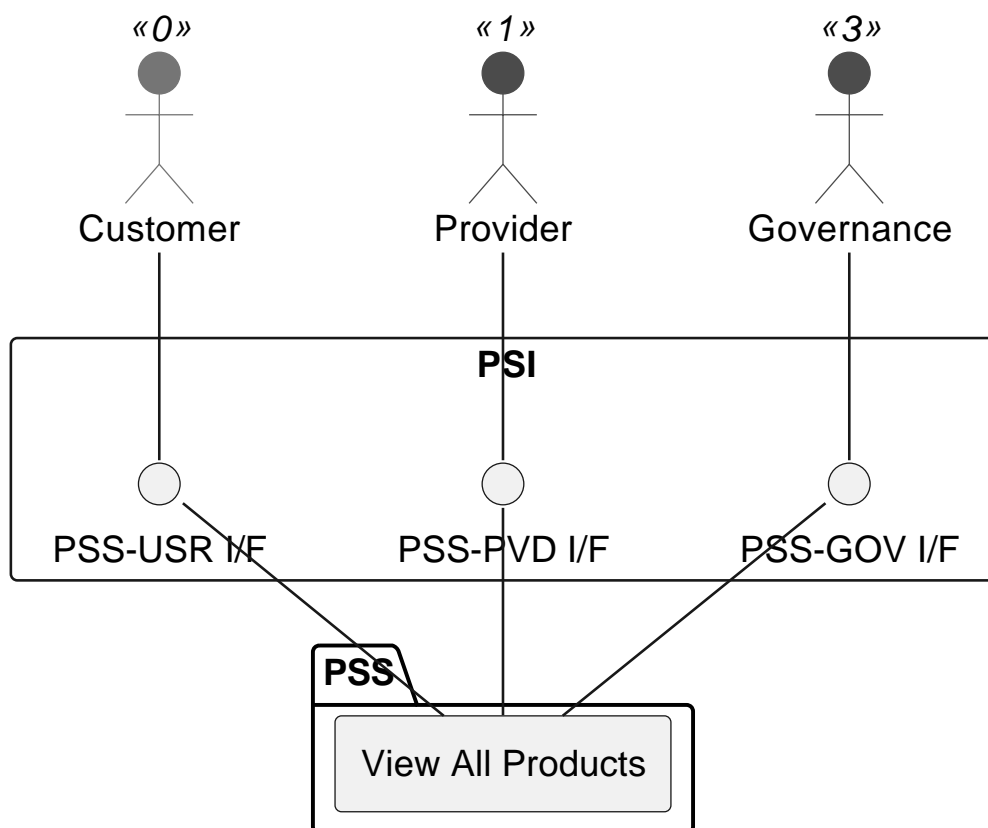 «0» «1» «3»
Customer Provider Governance
PSI
PSS-USR I/F PSS-PVD I/F PSS-GOV I/F
PSS
View All Products